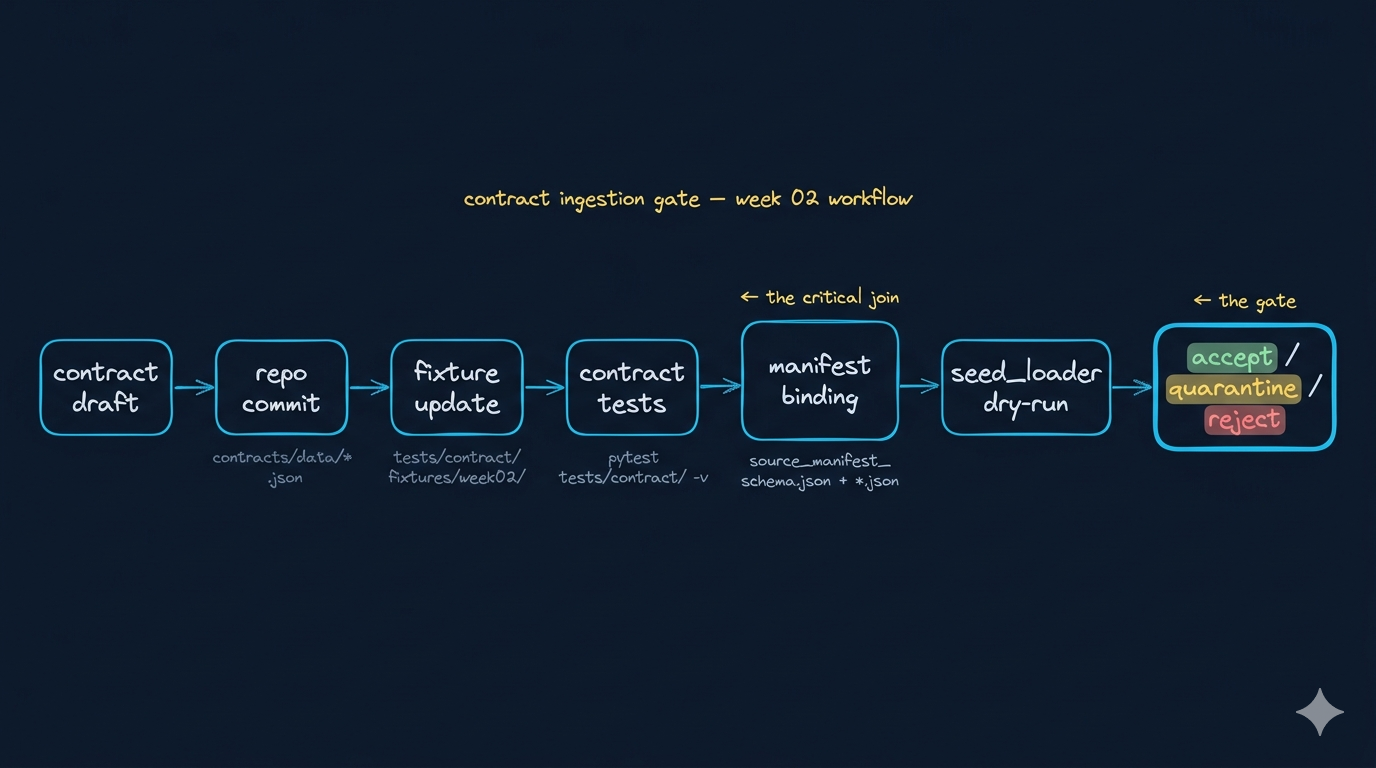 contract ingestion gate — week 02 workflow
← the critical join
← the gate
contract
draft
repo
commit
contracts/data/*
.json
fixture
update
tests/contract/
fixtures/week02/
contract
tests
pytest
tests/contract/ -v
manifest
binding
source_manifest_
schema.json + *.json
seed_loader
dry-run
accept /
quarantine /
reject